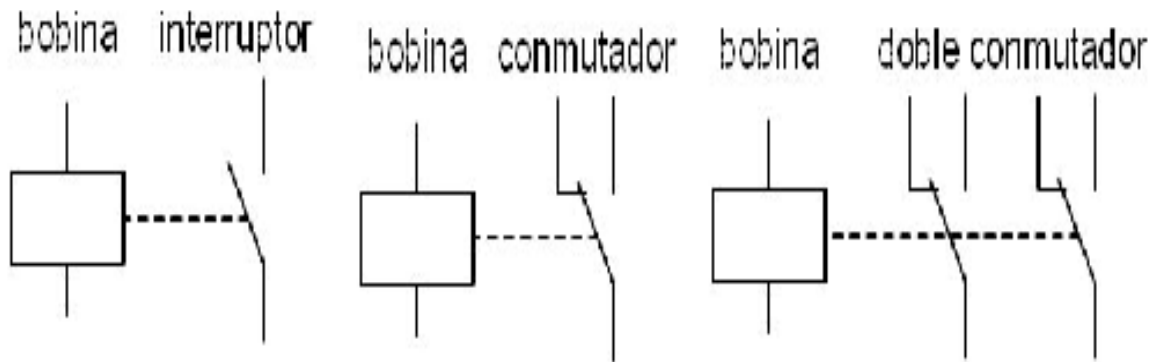 bobina interruptor
bobina conmutador
bobina doble conmutador